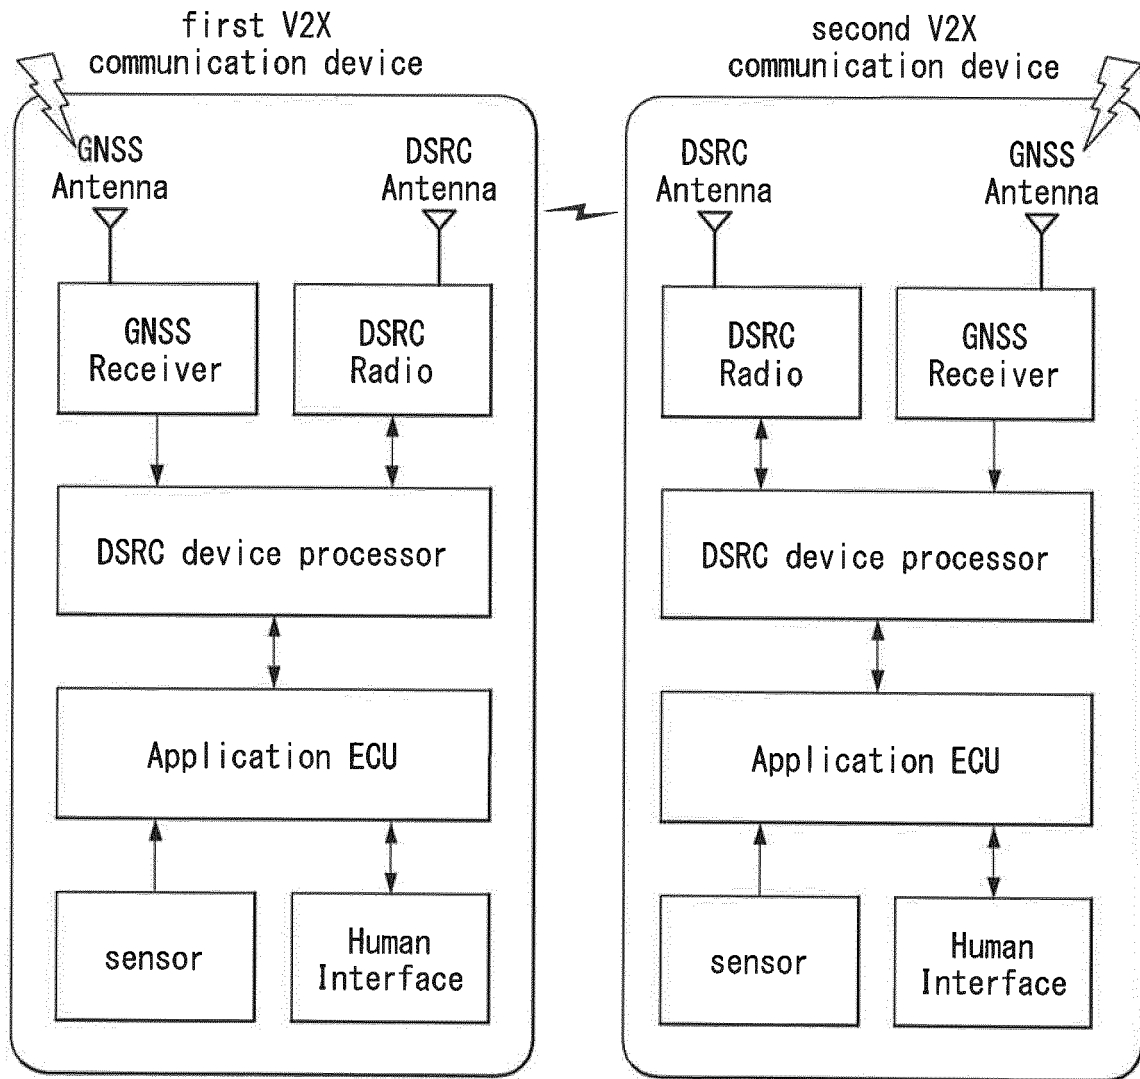 first V2X
communication device
GNSS
Antenna
DSRC
Antenna
GNSS
Receiver
DSRC
Radio
DSRC device processor
Application ECU
sensor
Human
Interface
second V2X
communication device
DSRC
Antenna
GNSS
Antenna
DSRC
Radio
GNSS
Receiver
DSRC device processor
Application ECU
sensor
Human
Interface